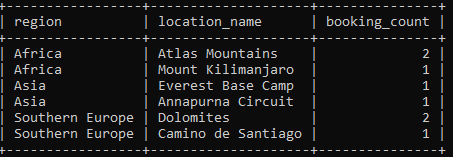 +-----------------+--------------------+---------------+
| region          | location_name      | booking_count |
+-----------------+--------------------+---------------+
| Africa          | Atlas Mountains    |             2 |
| Africa          | Mount Kilimanjaro  |             1 |
| Asia            | Everest Base Camp  |             1 |
| Asia            | Annapurna Circuit  |             1 |
| Southern Europe | Dolomites          |             2 |
| Southern Europe | Camino de Santiago |             1 |
+-----------------+--------------------+---------------+